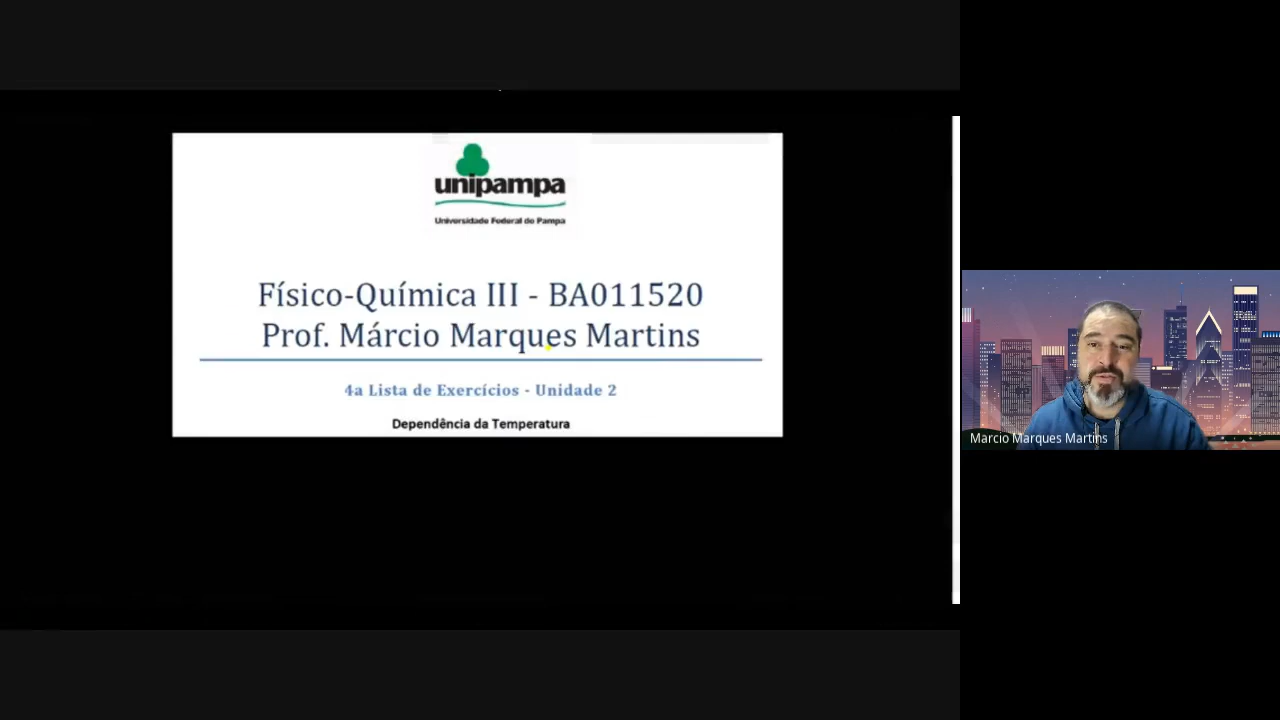 unipampa
Universidade Federal do Pampa
Físico-Química III - BA011520
Prof. Márcio Marques Martins
4a Lista de Exercícios - Unidade 2
Dependência da Temperatura
Marcio Marques Martins